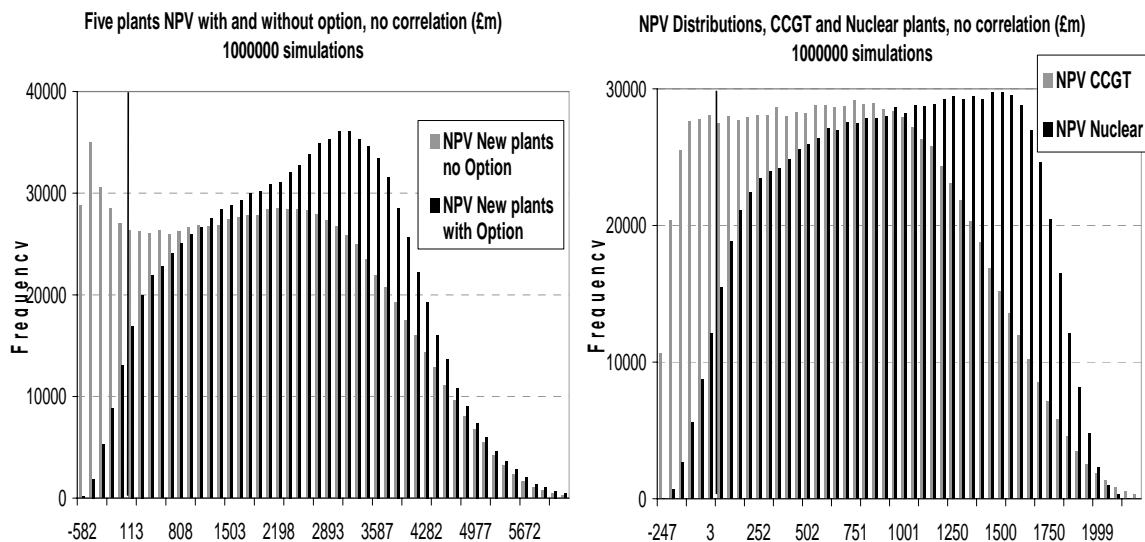 Five plants NPV with and without option, no correlation (£m)
1000000 simulations
40000
30000
20000
10000
0
Frequency
NPV New plants
no Option
NPV New plants
with Option
-582 113 808 1503 2198 2893 3587 4282 4977 5672
NPV Distributions, CCGT and Nuclear plants, no correlation (£m)
1000000 simulations
30000
20000
10000
0
Frequency
NPV CCGT
NPV Nuclear
-247 3 252 502 751 1001 1250 1500 1750 1999